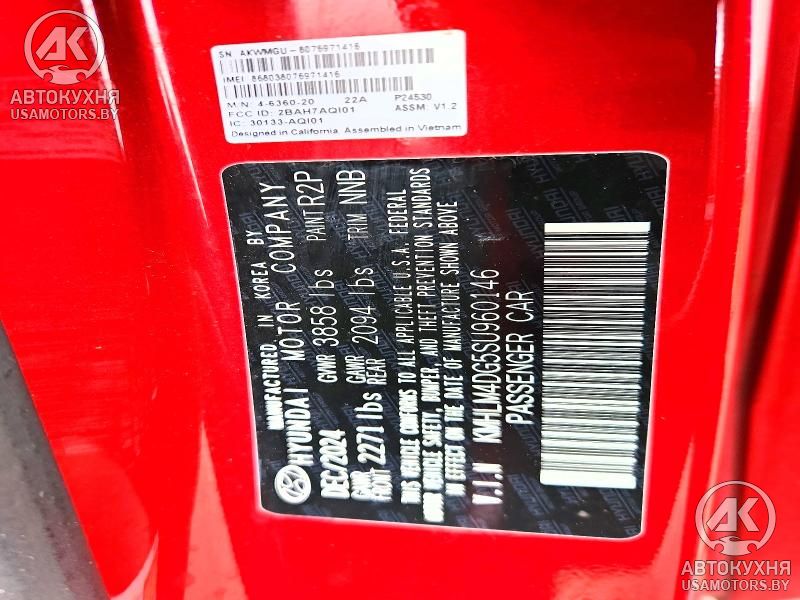 SN: AKWMGU-8076971416
IMEI: 868038076971416
M/N: 4-6360-20 22A P24530
FCC ID: 2BAH7AQI01 ASSM: V1.2
IC: 30133-AQI01
Designed in California. Assembled in Vietnam
MANUFACTURED IN KOREA BY
HYUNDAI MOTOR COMPANY
DEC/2024 GVWR 3858 lbs PAINT R2P
GAWR FRONT 2271 lbs GAWR REAR 2094 lbs TRIM NNB
THIS VEHICLE CONFORMS TO ALL APPLICABLE U.S.A. FEDERAL
MOTOR VEHICLE SAFETY, BUMPER, AND THEFT PREVENTION STANDARDS
IN EFFECT ON THE DATE OF MANUFACTURE SHOWN ABOVE
V.I.N KMHLM4DG5SU960146
PASSENGER CAR
АК
АВТОКУХНЯ
USAMOTORS.BY
АК
АВТОКУХНЯ
USAMOTORS.BY